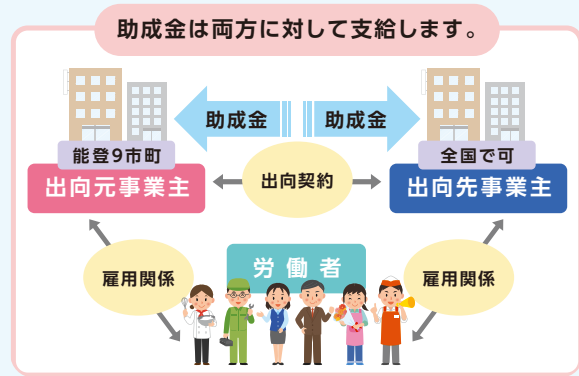 助成金は両方に対して支給します。
助成金
助成金
能登9市町
全国で可
出向元事業主
出向契約
出向先事業主
雇用関係
労働者
雇用関係